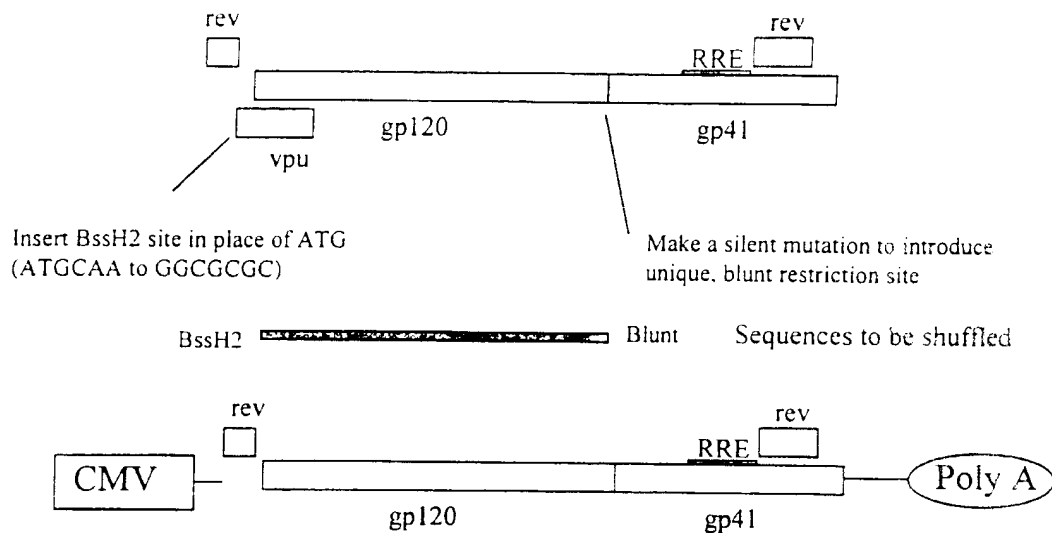 rev
rev
RRE
gp120
gp41
vpu
Insert BssH2 site in place of ATG
(ATGCAA to GGCGCGC)
Make a silent mutation to introduce
unique, blunt restriction site
BssH2
Blunt
Sequences to be shuffled
rev
rev
RRE
CMV
Poly A
gp120
gp41